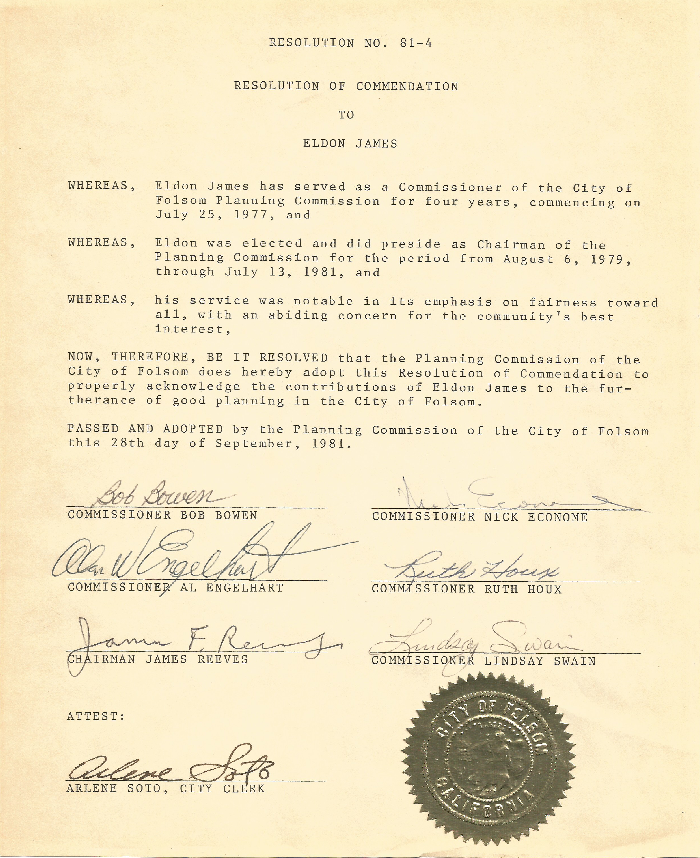 RESOLUTION NO. 81-4
RESOLUTION OF COMMENDATION
TO
ELDON JAMES
WHEREAS, Eldon James has served as a Commissioner of the City of
Folsom Planning Commission for four years, commencing on
July 25, 1977, and
WHEREAS, Eldon was elected and did preside as Chairman of the
Planning Commission for the period from August 6, 1979,
through July 13, 1981, and
WHEREAS, his service was notable in its emphasis on fairness toward
all, with an abiding concern for the community's best
interest,
NOW, THEREFORE, BE IT RESOLVED that the Planning Commission of the
City of Folsom does hereby adopt this Resolution of Commendation to
properly acknowledge the contributions of Eldon James to the fur-
therance of good planning in the City of Folsom.
PASSED AND ADOPTED by the Planning Commission of the City of Folsom
this 28th day of September, 1981.
Bob Bowen
COMMISSIONER BOB BOWEN
Nick Econome
COMMISSIONER NICK ECONOME
Alan W Engelhart
COMMISSIONER AL ENGELHART
Ruth Houx
COMMISSIONER RUTH HOUX
James F. Reeves
CHAIRMAN JAMES REEVES
Lindsay Swain
COMMISSIONER LINDSAY SWAIN
ATTEST:
Arlene Soto
ARLENE SOTO, CITY CLERK
CITY OF FOLSOM
CALIFORNIA